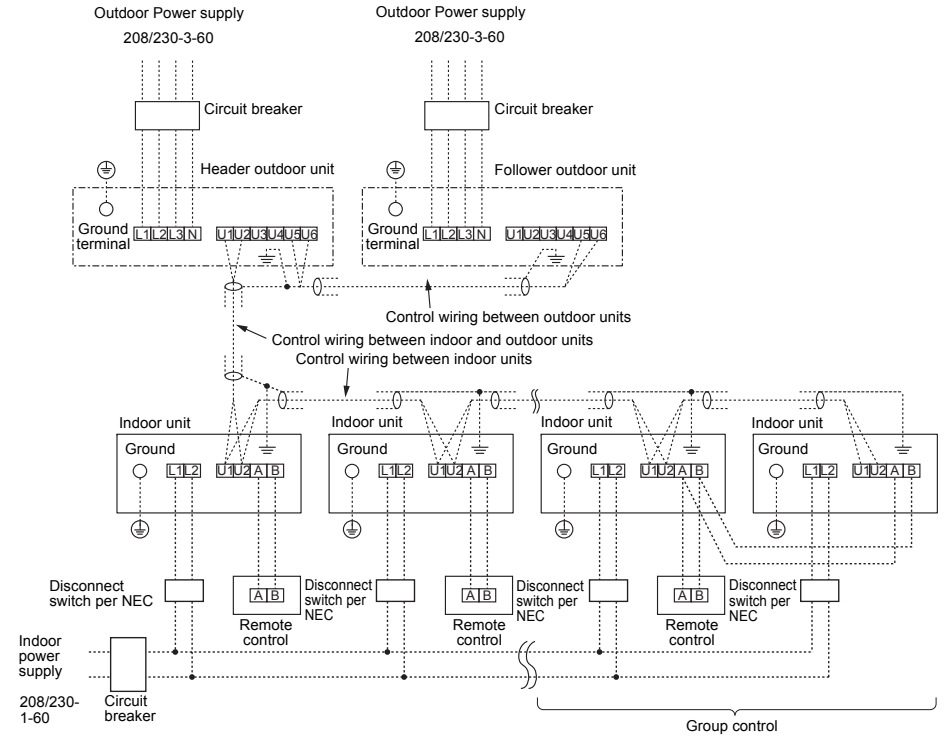 Outdoor Power supply
208/230-3-60
Outdoor Power supply
208/230-3-60
Circuit breaker
Circuit breaker
Header outdoor unit
Follower outdoor unit
Ground
terminal
L1 L2 L3 N
U1 U2 U3 U4 U5 U6
Ground
terminal
L1 L2 L3 N
U1 U2 U3 U4 U5 U6
Control wiring between outdoor units
Control wiring between indoor and outdoor units
Control wiring between indoor units
Indoor unit
Indoor unit
Indoor unit
Indoor unit
Ground
Ground
Ground
Ground
L1 L2
U1 U2 A B
L1 L2
U1 U2 A B
L1 L2
U1 U2 A B
L1 L2
U1 U2 A B
Disconnect
switch per NEC
A B
Remote
control
Disconnect
switch per
NEC
A B
Remote
control
Disconnect
switch per
NEC
A B
Remote
control
Disconnect
switch per
NEC
Indoor
power
supply
208/230-
1-60
Circuit
breaker
Group control